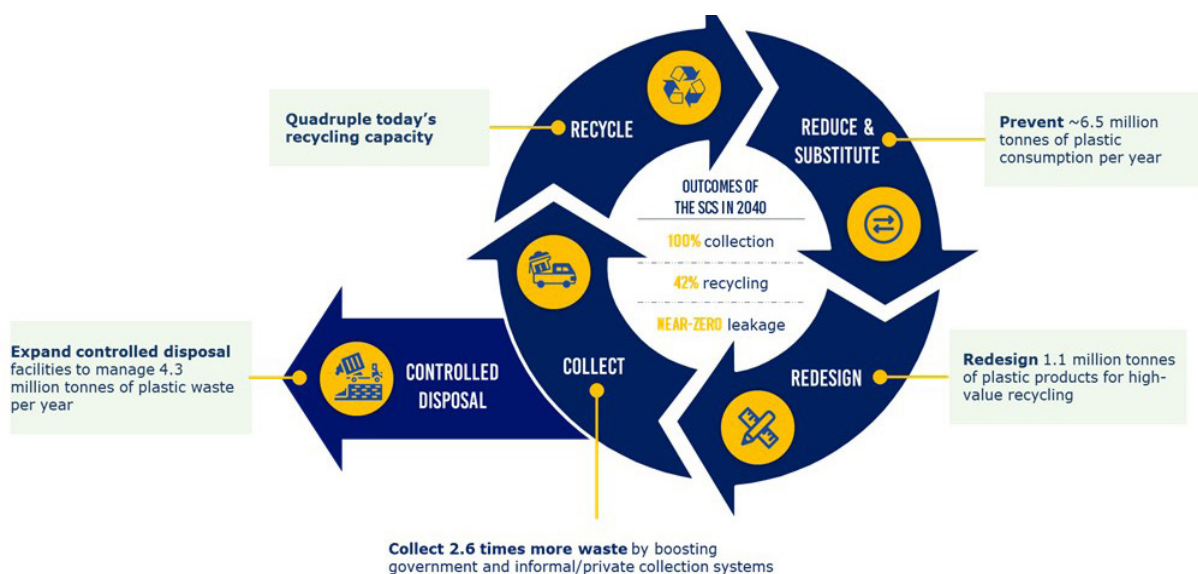 Quadruple today’s
recycling capacity
RECYCLE
REDUCE &
SUBSTITUTE
Prevent ~6.5 million
tonnes of plastic
consumption per year
OUTCOMES OF
THE SCS IN 2040
100% collection
42% recycling
NEAR-ZERO leakage
Expand controlled disposal
facilities to manage 4.3
million tonnes of plastic waste
per year
CONTROLLED
DISPOSAL
COLLECT
REDESIGN
Redesign 1.1 million tonnes
of plastic products for high-
value recycling
Collect 2.6 times more waste by boosting
government and informal/private collection systems